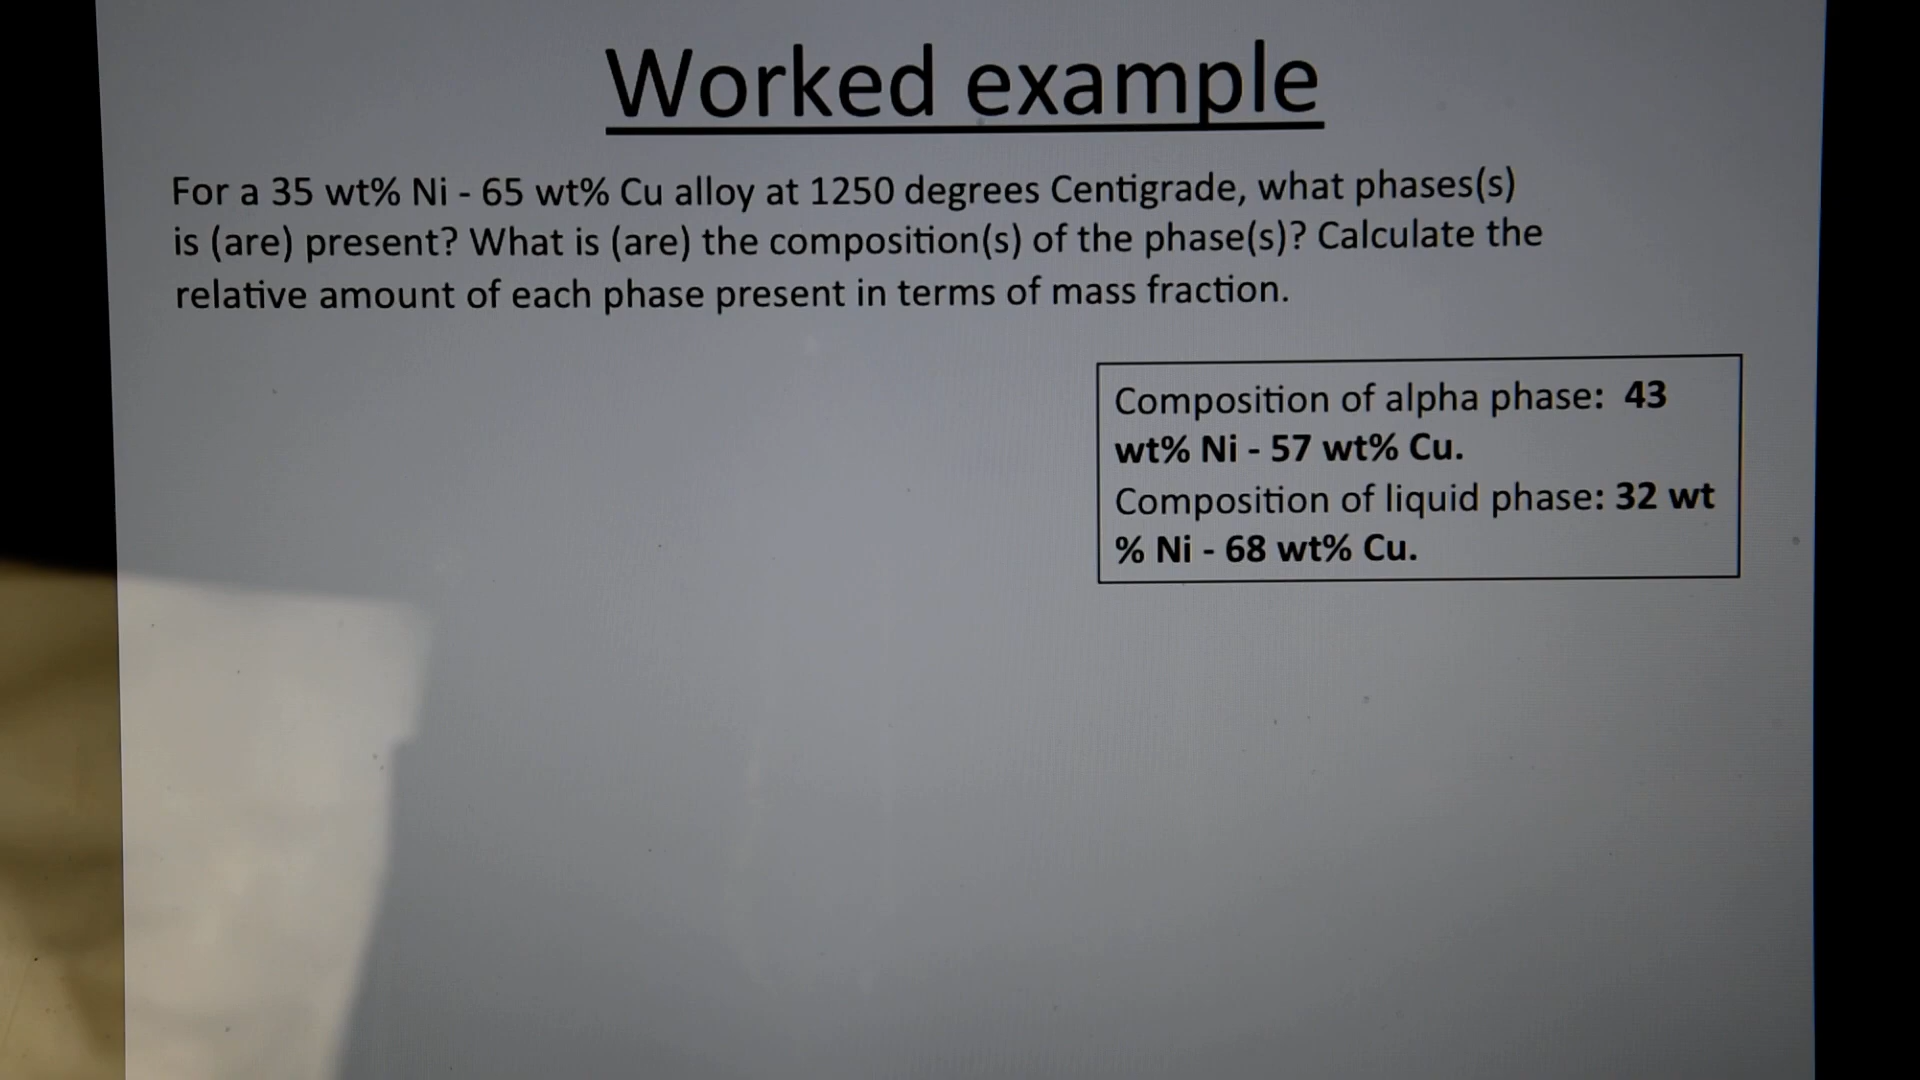 Worked example
For a 35 wt% Ni - 65 wt% Cu alloy at 1250 degrees Centigrade, what phases(s)
is (are) present? What is (are) the composition(s) of the phase(s)? Calculate the
relative amount of each phase present in terms of mass fraction.
Composition of alpha phase: 43
wt% Ni - 57 wt% Cu.
Composition of liquid phase: 32 wt
% Ni - 68 wt% Cu.